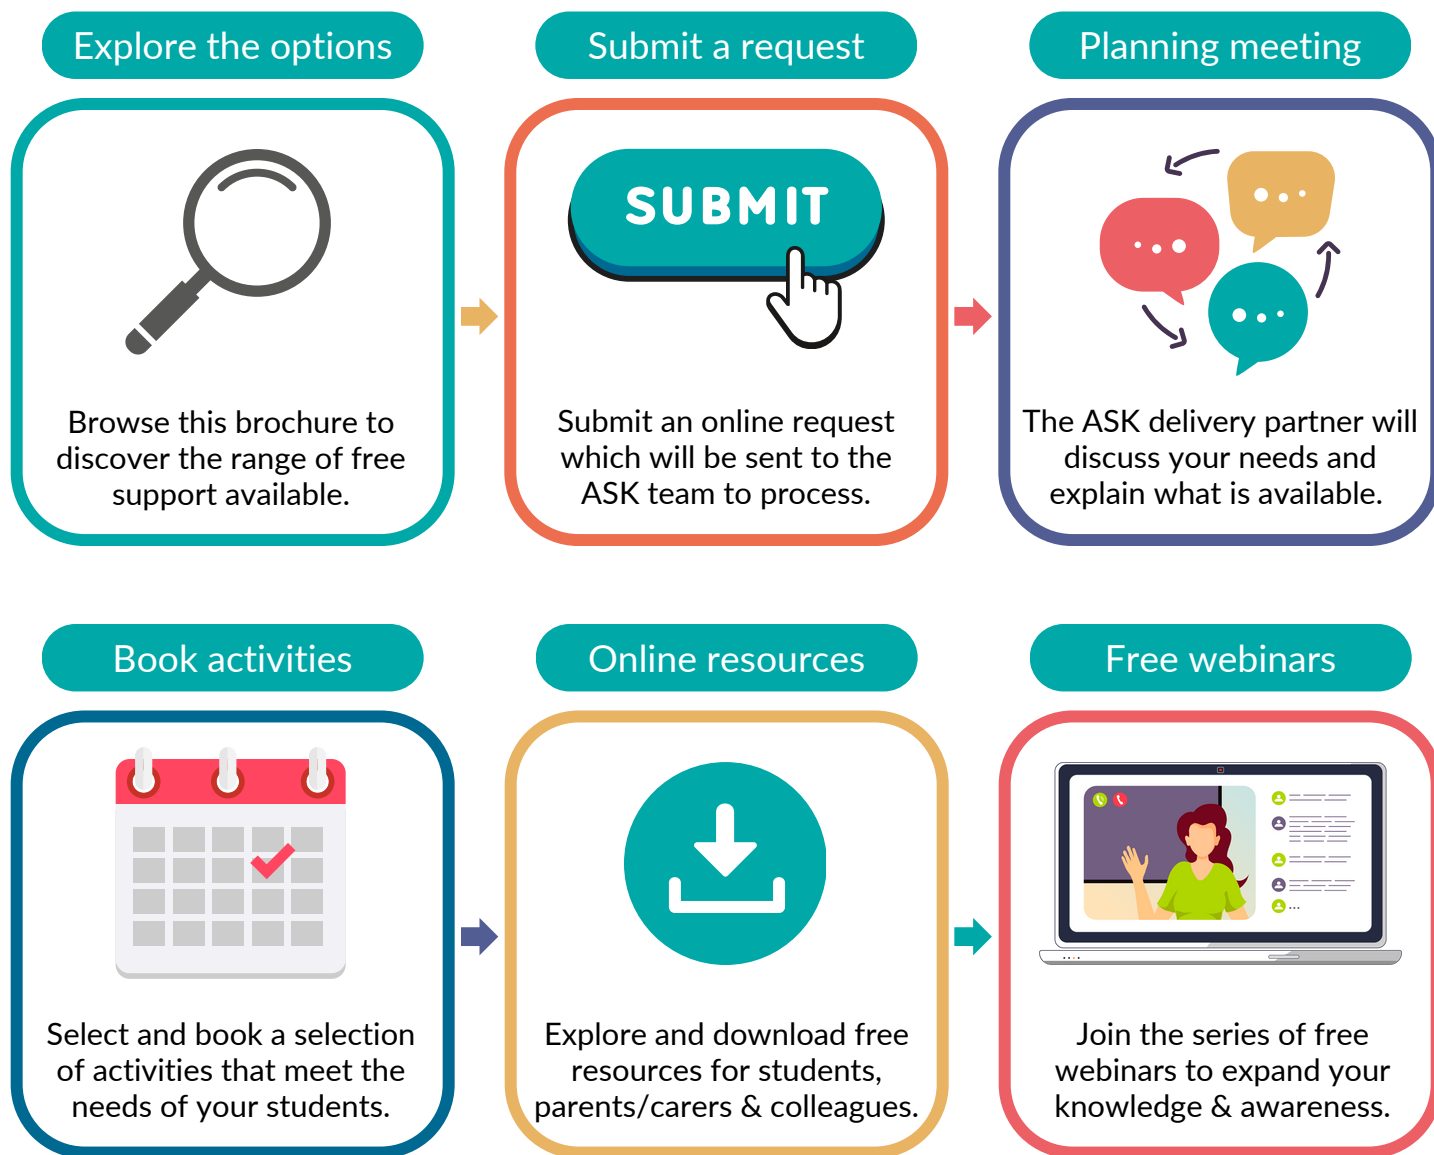 Explore the options
Submit a request
Planning meeting
SUBMIT
Browse this brochure to
discover the range of free
support available.
Submit an online request
which will be sent to the
ASK team to process.
The ASK delivery partner will
discuss your needs and
explain what is available.
Book activities
Online resources
Free webinars
Select and book a selection
of activities that meet the
needs of your students.
Explore and download free
resources for students,
parents/carers & colleagues.
Join the series of free
webinars to expand your
knowledge & awareness.